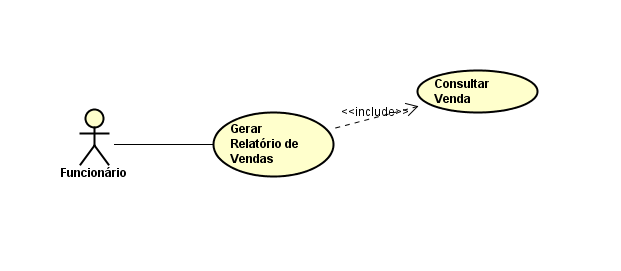 Consultar
Venda
<<include>>
Gerar
Relatório de
Vendas
Funcionário